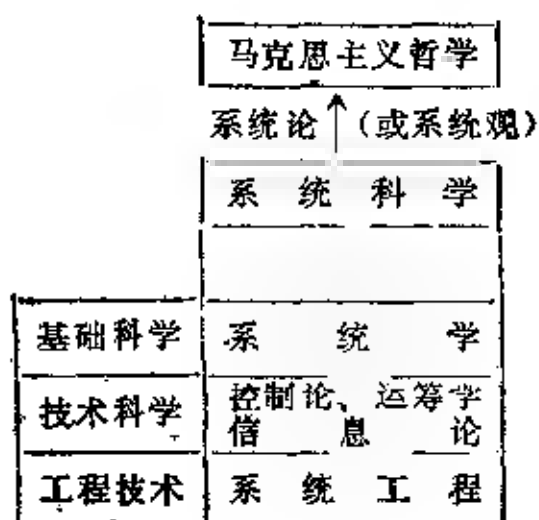 马克思主义哲学
系统论 (或系统观)
系统科学
基础科学 系统学
技术科学 控制论、运筹学
信息论
工程技术 系统工程